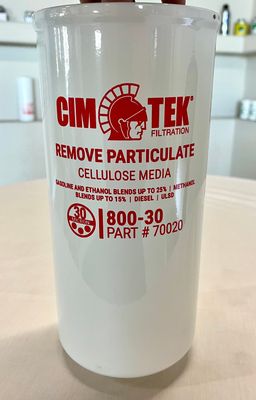 CIM TEK®
FILTRATION
REMOVE PARTICULATE
CELLULOSE MEDIA
GASOLINE AND ETHANOL BLENDS UP TO 25% | METHANOL
BLENDS UP TO 15% | DIESEL | ULSD
30
800-30
PART # 70020